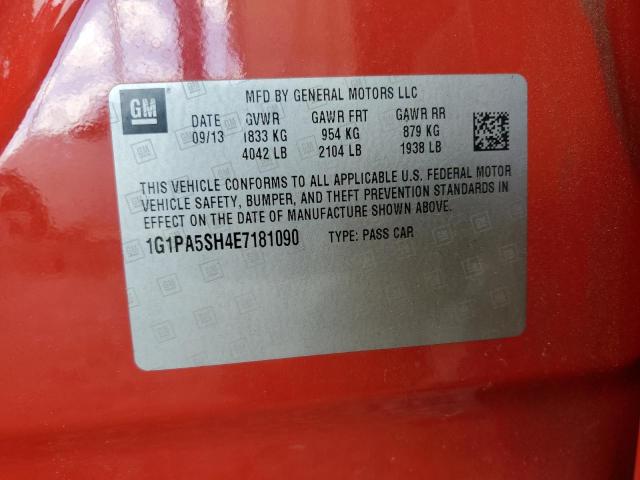 GM
MFD BY GENERAL MOTORS LLC
DATE GVWR GAWR FRT GAWR RR
09/13 1833 KG 954 KG 879 KG
4042 LB 2104 LB 1938 LB
THIS VEHICLE CONFORMS TO ALL APPLICABLE U.S. FEDERAL MOTOR
VEHICLE SAFETY, BUMPER, AND THEFT PREVENTION STANDARDS IN
EFFECT ON THE DATE OF MANUFACTURE SHOWN ABOVE.
1G1PA5SH4E7181090 TYPE: PASS CAR